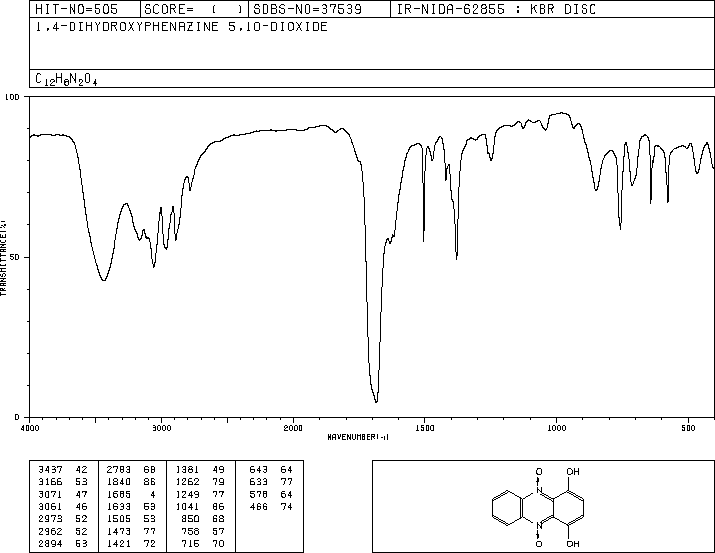 HIT-NO=505 SCORE= ( ) SDBS-NO=37539 IR-NIDA-62855 : KBR DISC
1,4-DIHYDROXYPHENAZINE 5,10-DIOXIDE
C12H8N2O4
100
50
0
TRANSMITTANCE(%)
4000 3000 2000 1500 1000 500
WAVENUMBER(-1)
3437 42 2783 68 1381 49 643 64
3166 53 1840 86 1262 79 633 77
3071 47 1685 4 1249 77 578 64
3061 46 1633 53 1041 86 466 74
2973 52 1505 53 850 68
2962 52 1473 77 758 57
2894 53 1421 72 715 70
O OH
N
N
O OH